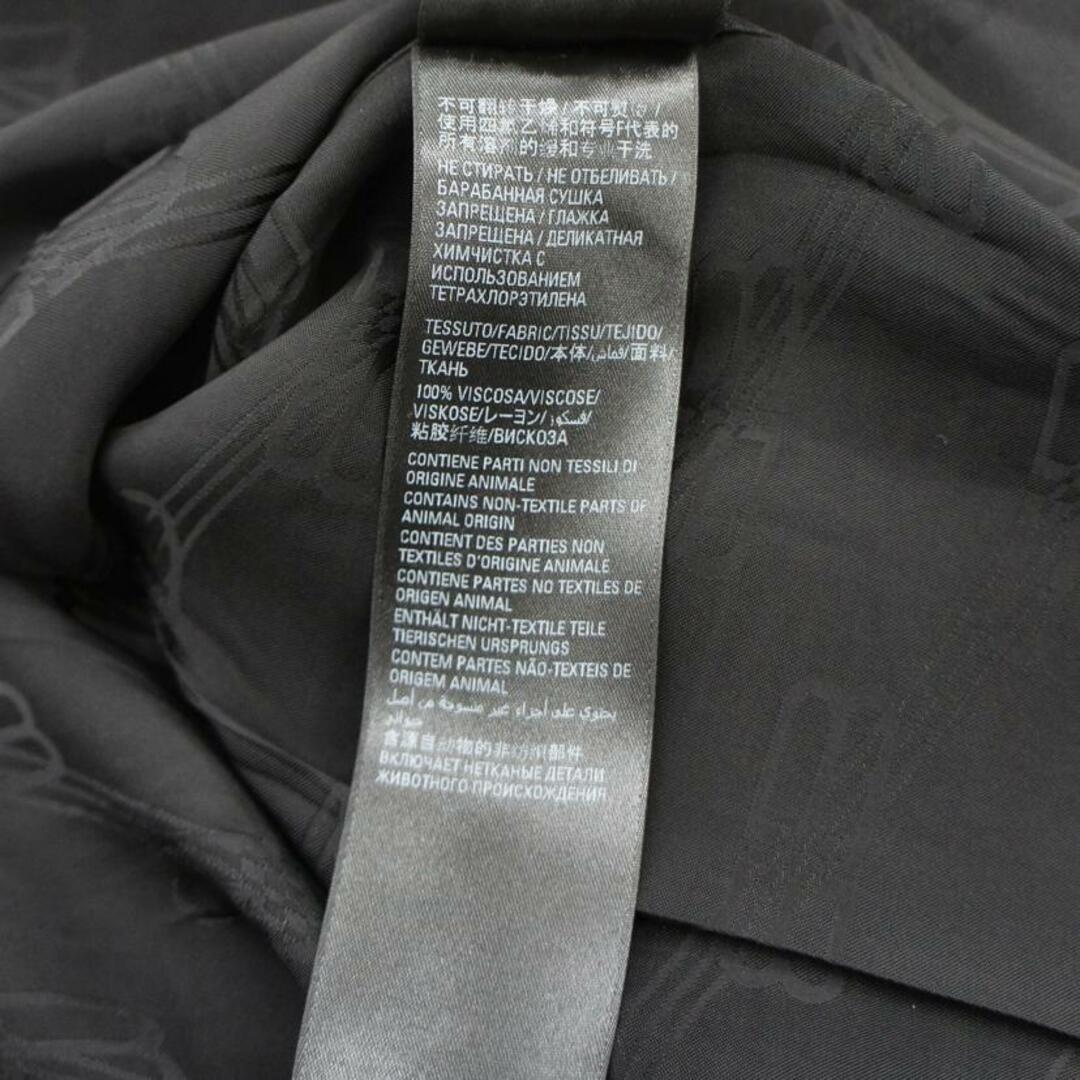 不可翻转干燥/不可熨烫/
使用四氯乙烯和符号F代表的
所有溶剂的缓和专业干洗
НЕ СТИРАТЬ / НЕ ОТБЕЛИВАТЬ /
БАРАБАННАЯ СУШКА
ЗАПРЕЩЕНА / ГЛАЖКА
ЗАПРЕЩЕНА / ДЕЛИКАТНАЯ
ХИМЧИСТКА С
ИСПОЛЬЗОВАНИЕМ
ТЕТРАХЛОРЭТИЛЕНА
TESSUTO/FABRIC/TISSU/TEJIDO/
GEWEBE/TECIDO/本体/قماش/面料/
ТКАНЬ
100% VISCOSA/VISCOSE/
VISKOSE/レーヨン/فسكوز/
粘胶纤维/ВИСКОЗА
CONTIENE PARTI NON TESSILI DI
ORIGINE ANIMALE
CONTAINS NON-TEXTILE PARTS OF
ANIMAL ORIGIN
CONTIENT DES PARTIES NON
TEXTILES D'ORIGINE ANIMALE
CONTIENE PARTES NO TEXTILES DE
ORIGEN ANIMAL
ENTHÄLT NICHT-TEXTILE TEILE
TIERISCHEN URSPRUNGS
CONTEM PARTES NÃO-TEXTEIS DE
ORIGEM ANIMAL
يحتوي على أجزاء غير منسوجة من أصل
حيواني
含源自动物的非纺织部件
ВКЛЮЧАЕТ НЕТКАНЫЕ ДЕТАЛИ
ЖИВОТНОГО ПРОИСХОЖДЕНИЯ